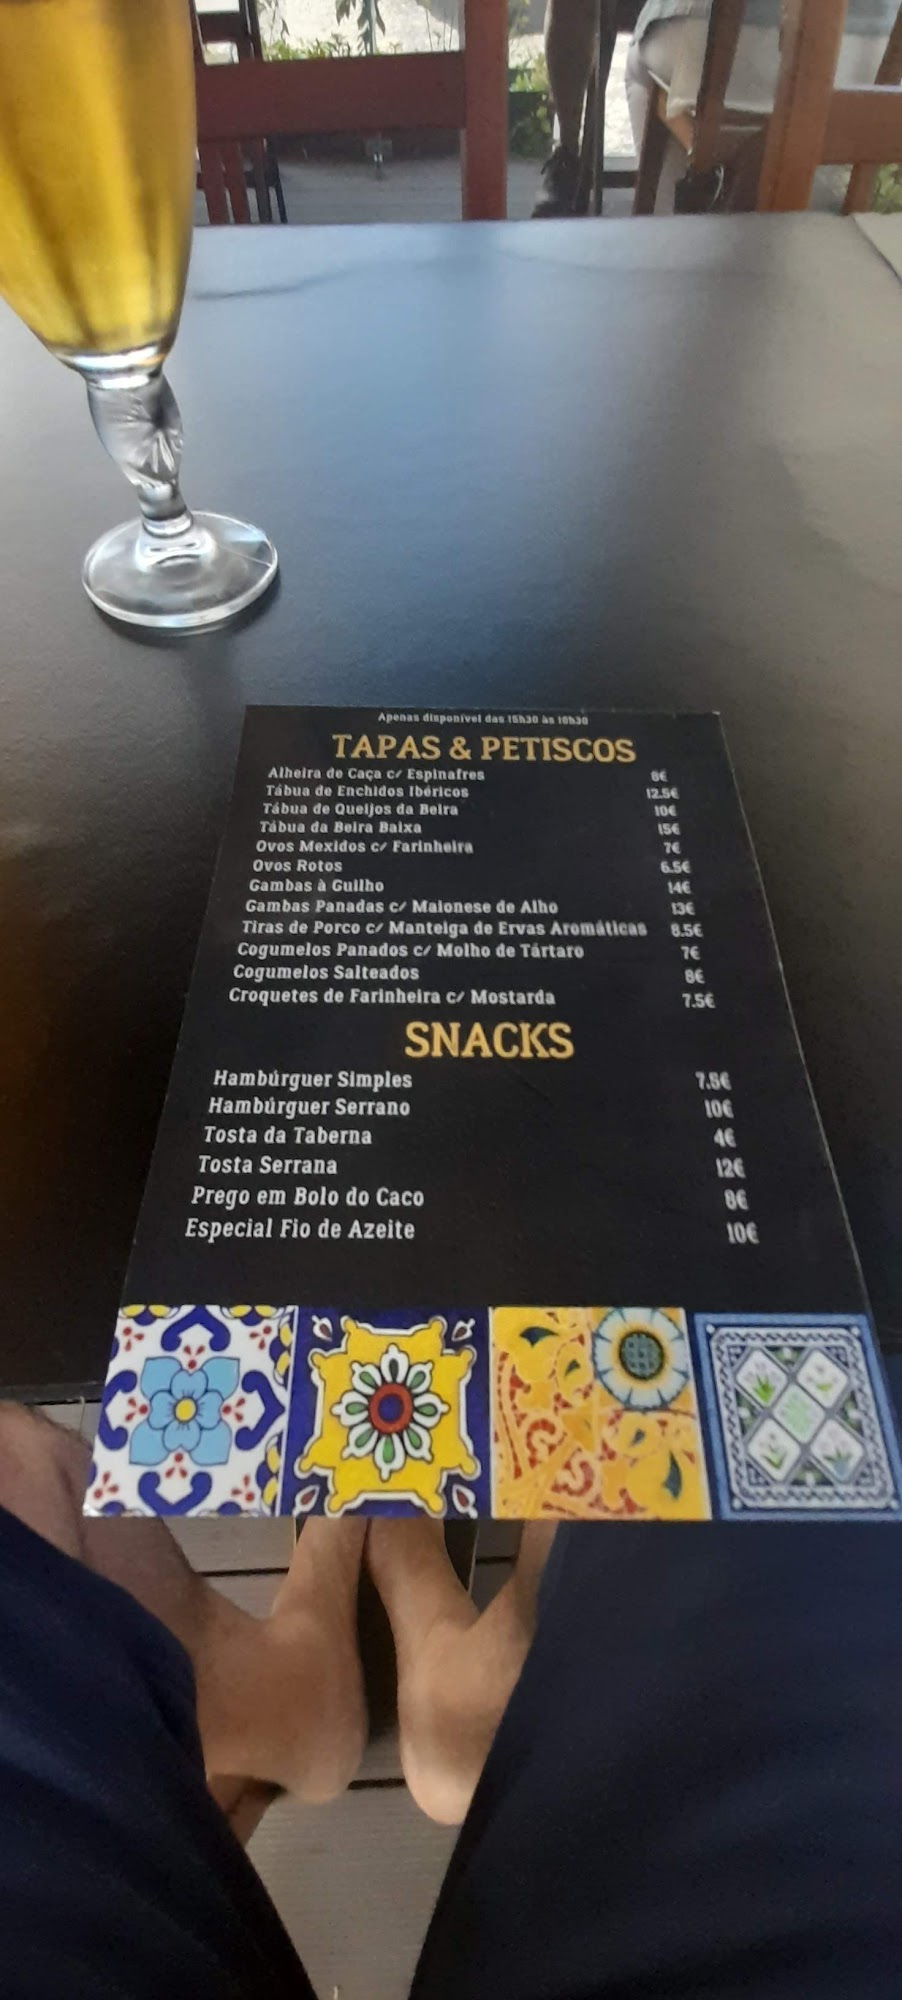 Apenas disponível das 15h30 às 18h30
TAPAS & PETISCOS
Alheira de Caça c/ Espinafres 8€
Tábua de Enchidos Ibéricos 12.5€
Tábua de Queijos da Beira 10€
Tábua da Beira Baixa 15€
Ovos Mexidos c/ Farinheira 7€
Ovos Rotos 6.5€
Gambas à Guilho 14€
Gambas Panadas c/ Maionese de Alho 13€
Tiras de Porco c/ Manteiga de Ervas Aromáticas 8.5€
Cogumelos Panados c/ Molho de Tártaro 7€
Cogumelos Salteados 8€
Croquetes de Farinheira c/ Mostarda 7.5€
SNACKS
Hambúrguer Simples 7.5€
Hambúrguer Serrano 10€
Tosta da Taberna 4€
Tosta Serrana 12€
Prego em Bolo do Caco 8€
Especial Fio de Azeite 10€